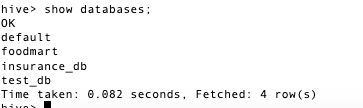 hive> show databases;
OK
default
foodmart
insurance_db
test_db
Time taken: 0.082 seconds, Fetched: 4 row(s)
hive>